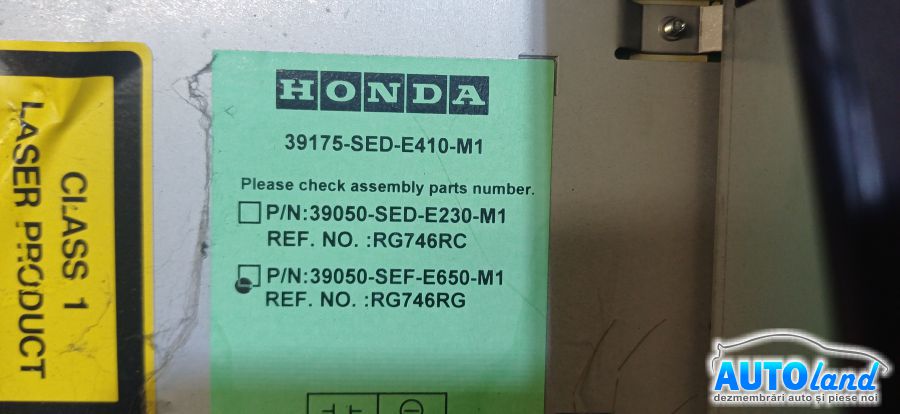 CLASS 1
LASER PRODUCT
HONDA
39175-SED-E410-M1
Please check assembly parts number.
P/N:39050-SED-E230-M1
REF. NO. :RG746RC
P/N:39050-SEF-E650-M1
REF. NO. :RG746RG
AUTOland
dezmembrări auto și piese noi